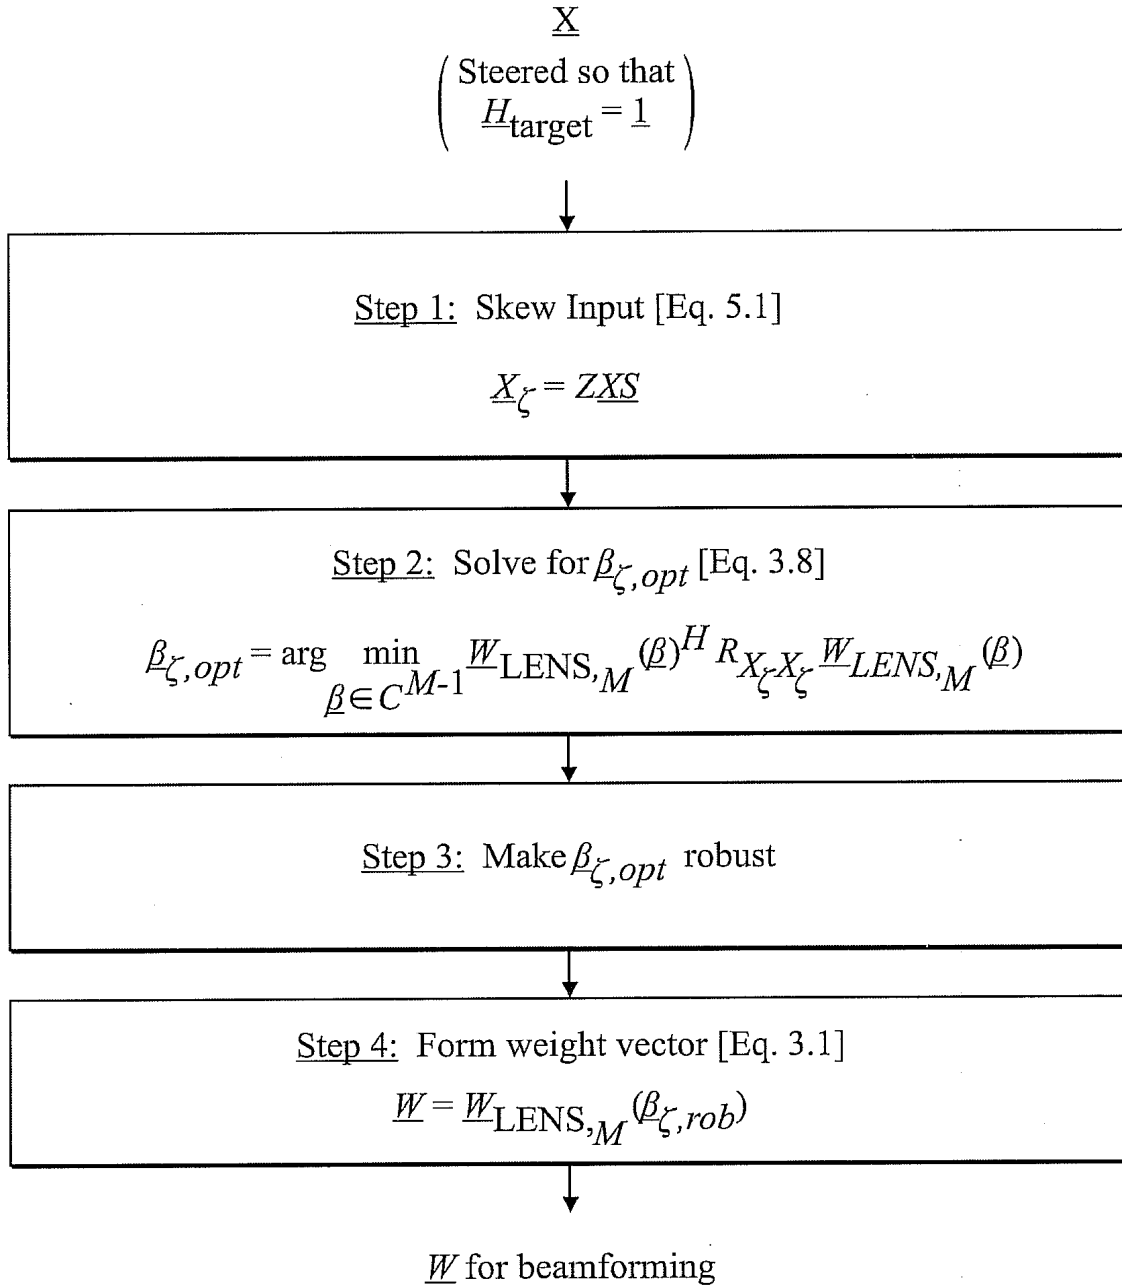 X
Steered so that
H_target = 1
Step 1: Skew Input [Eq. 5.1]
X_ζ = ZXS
Step 2: Solve for β_ζ,opt [Eq. 3.8]
β_ζ,opt = arg min_β∈C^M-1 W_LENS,M (β)^H R_X_ζX_ζ W_LENS,M (β)
Step 3: Make β_ζ,opt robust
Step 4: Form weight vector [Eq. 3.1]
W = W_LENS,M (β_ζ,rob)
W for beamforming